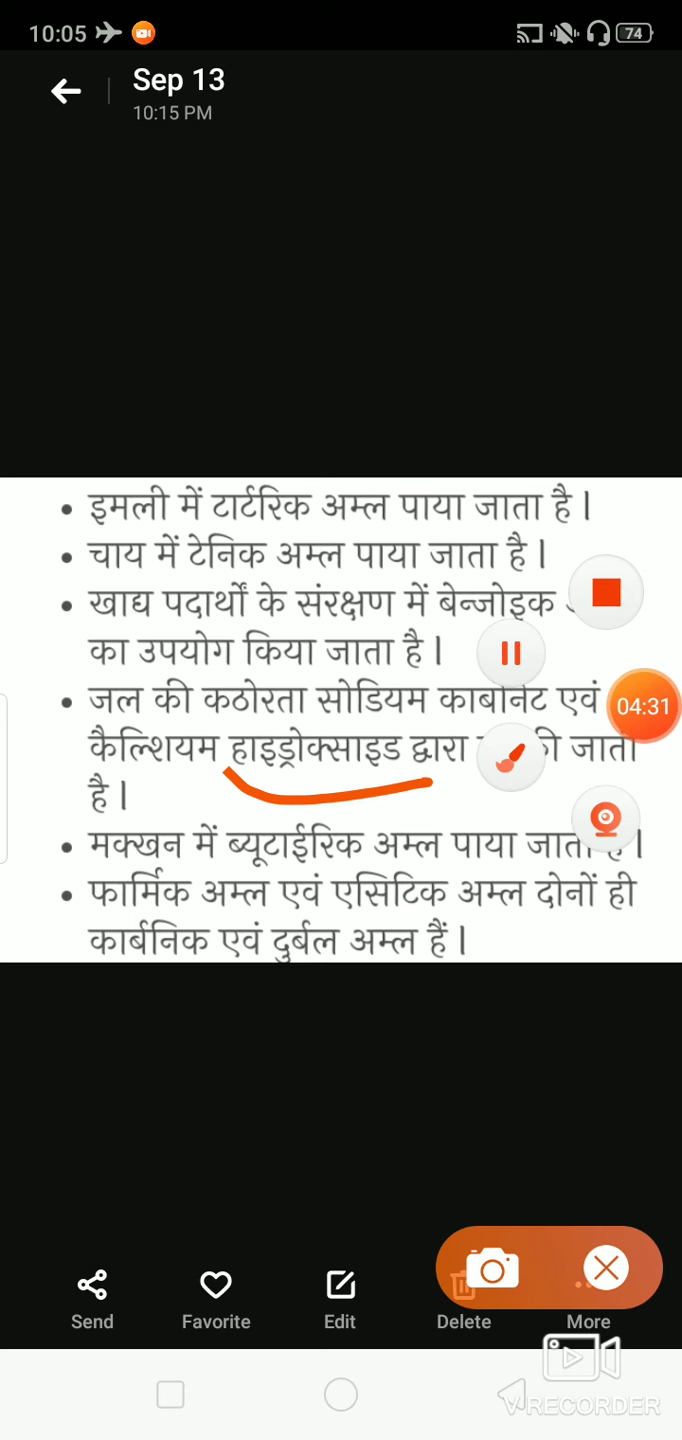 10:05
74
Sep 13
10:15 PM
• इमली में टार्टरिक अम्ल पाया जाता है l
• चाय में टेनिक अम्ल पाया जाता है l
• खाद्य पदार्थों के संरक्षण में बेन्जोइक
का उपयोग किया जाता है l
• जल की कठोरता सोडियम कार्बोनेट एवं
04:31
कैल्शियम हाइड्रोक्साइड द्वारा की जाती
है l
• मक्खन में ब्यूटाईरिक अम्ल पाया जाता है l
• फार्मिक अम्ल एवं एसिटिक अम्ल दोनों ही
कार्बनिक एवं दुर्बल अम्ल हैं l
Send Favorite Edit Delete More
VRECORDER